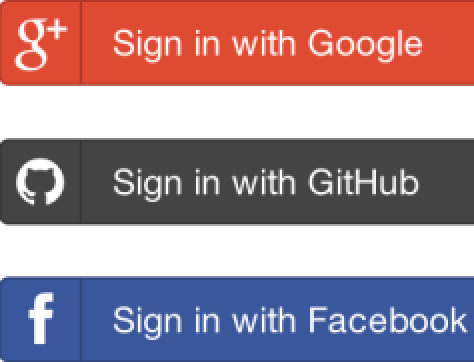 g+ Sign in with Google
Sign in with GitHub
f Sign in with Facebook